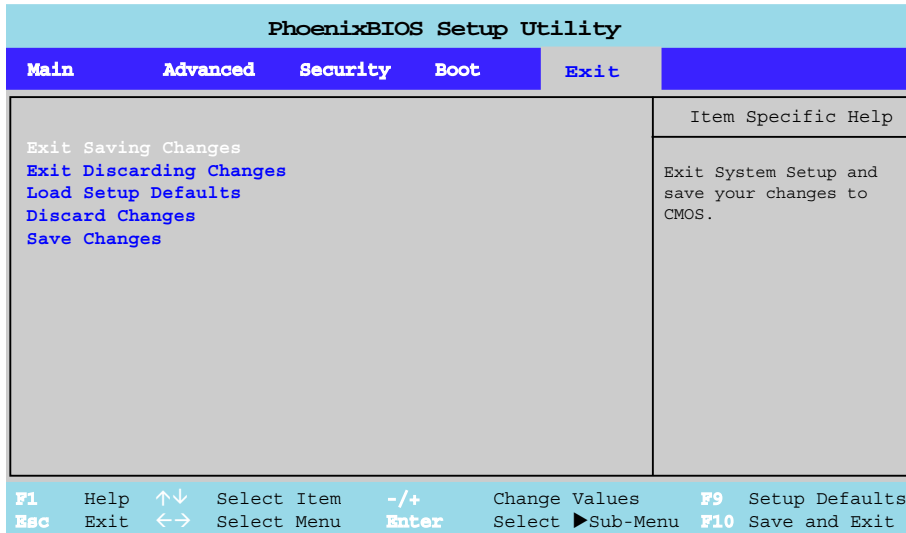 PhoenixBIOS Setup Utility
Main Advanced Security Boot Exit
Item Specific Help
Exit Saving Changes
Exit Discarding Changes
Load Setup Defaults
Discard Changes
Save Changes
Exit System Setup and
save your changes to
CMOS.
F1 Help ↑↓ Select Item -/+ Change Values F9 Setup Defaults
Esc Exit ←→ Select Menu Enter Select ▶Sub-Menu F10 Save and Exit